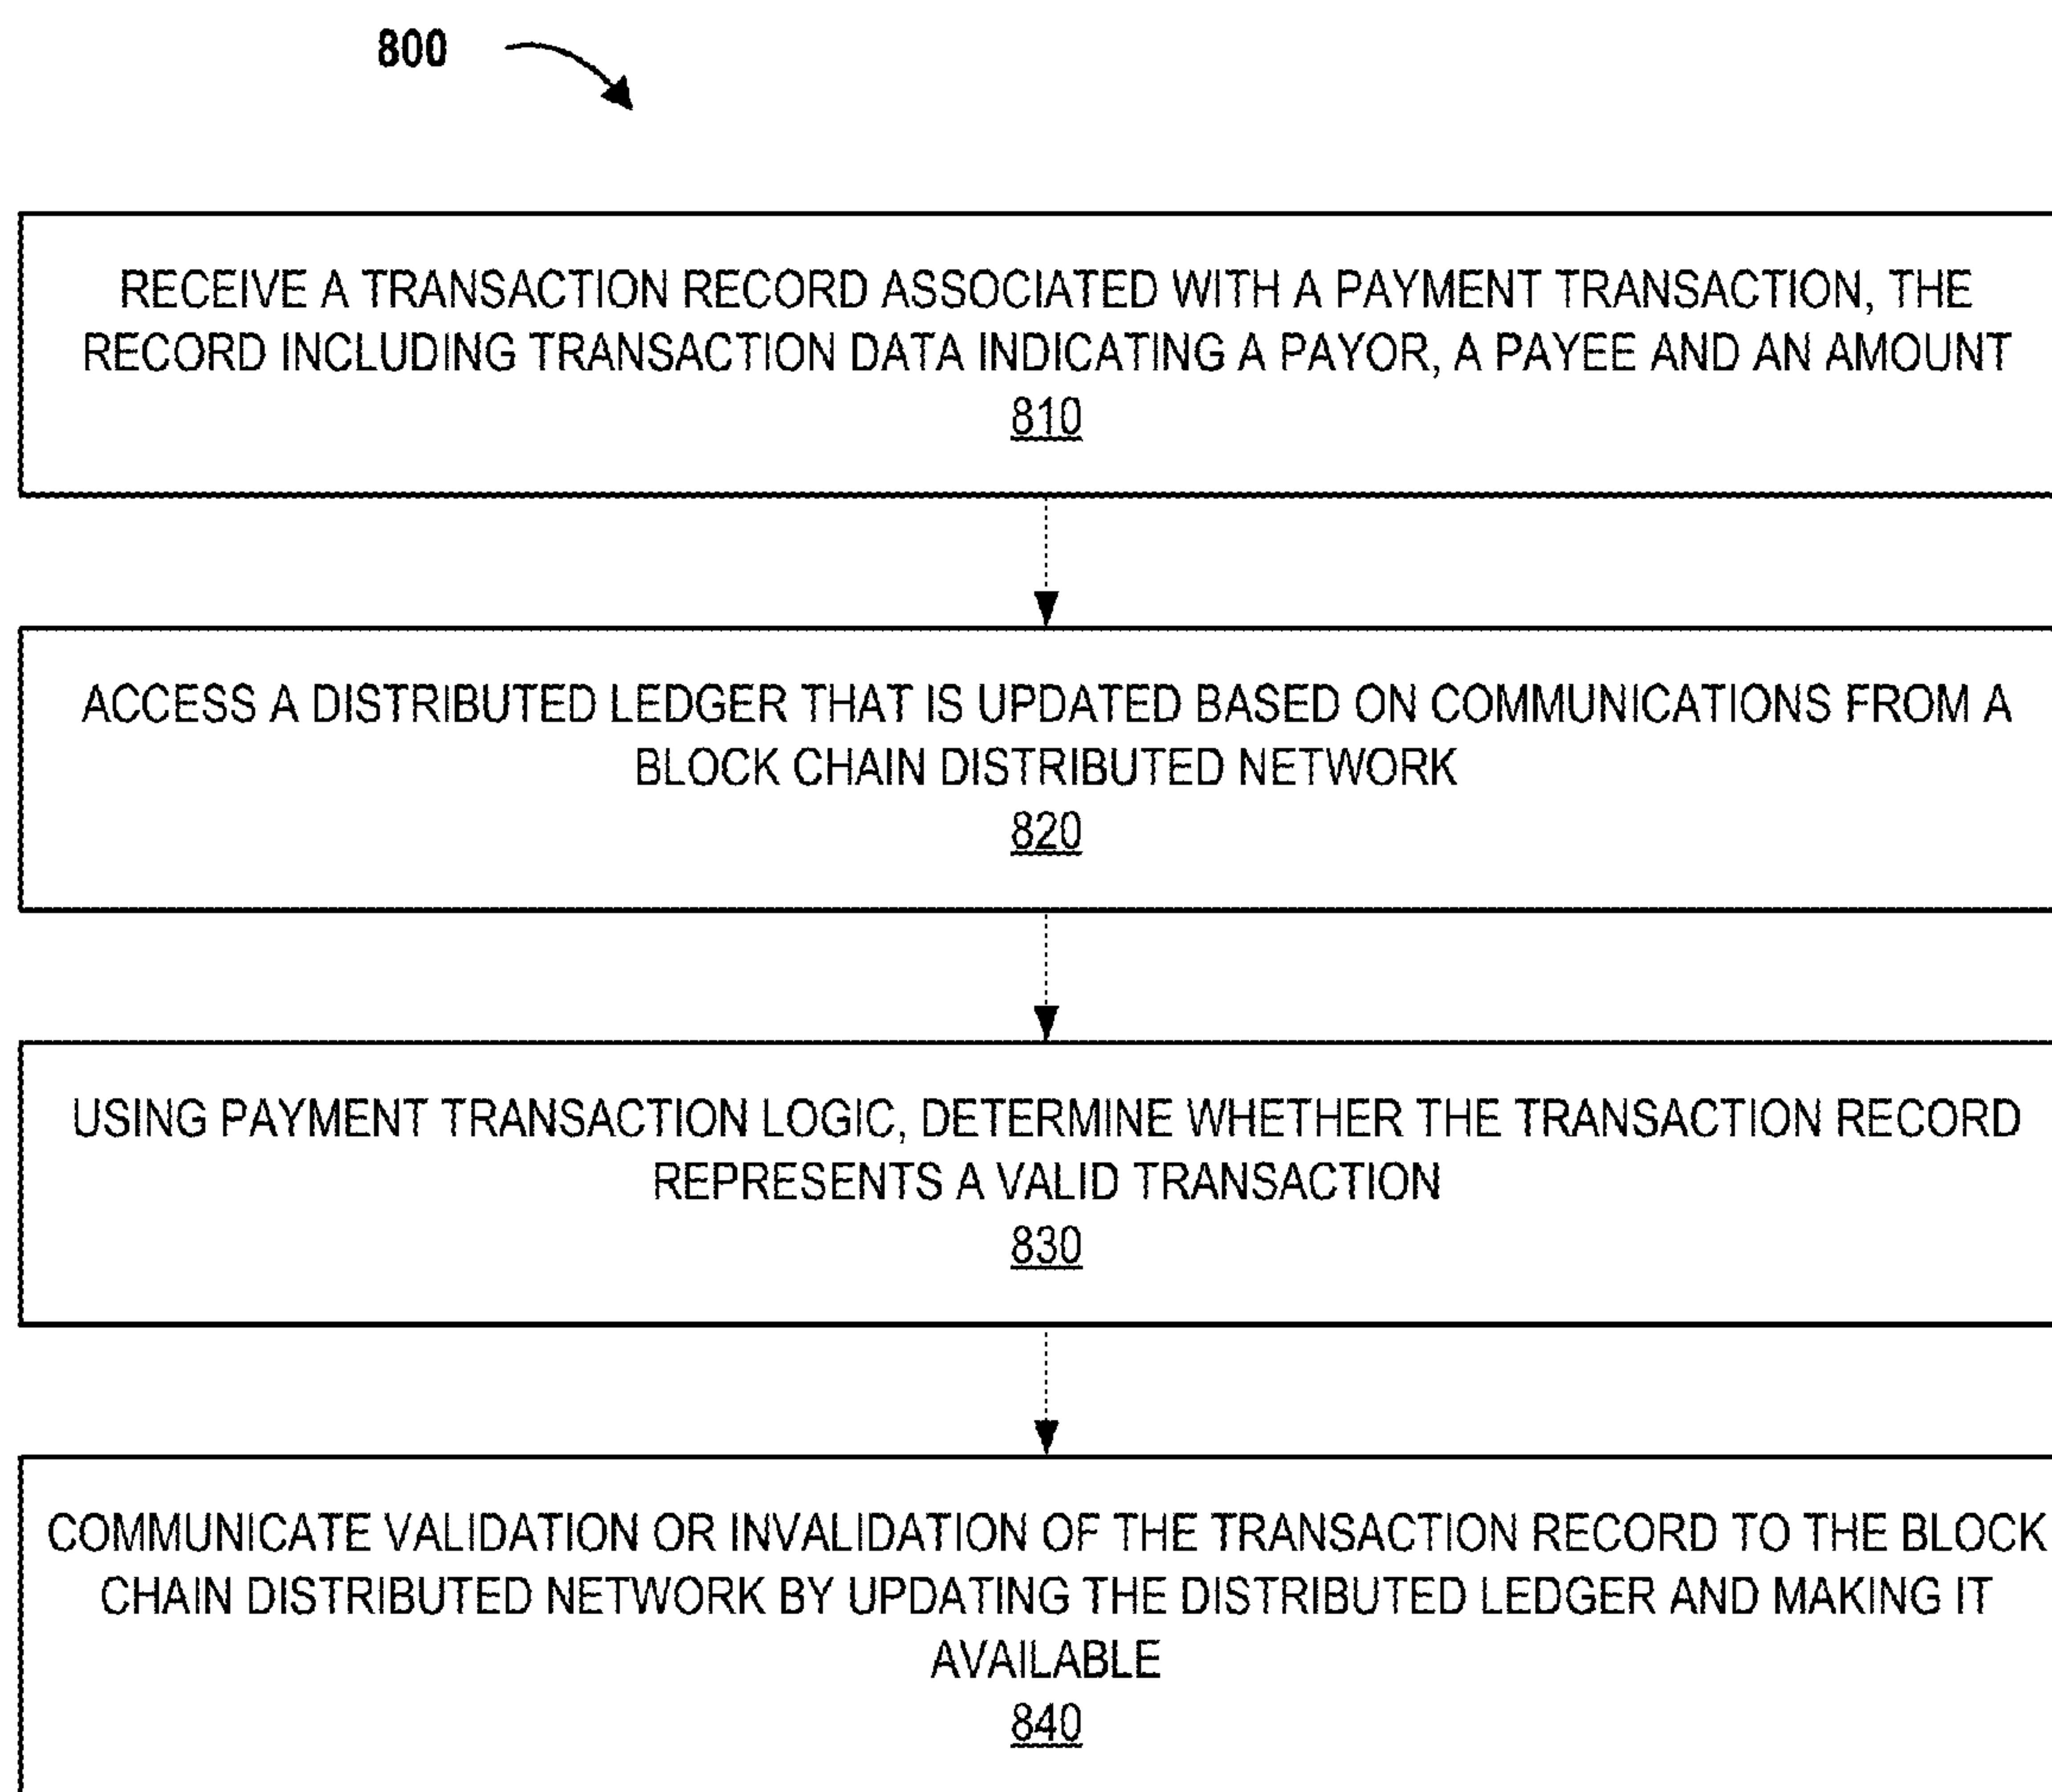 800
RECEIVE A TRANSACTION RECORD ASSOCIATED WITH A PAYMENT TRANSACTION, THE
RECORD INCLUDING TRANSACTION DATA INDICATING A PAYOR, A PAYEE AND AN AMOUNT
810
ACCESS A DISTRIBUTED LEDGER THAT IS UPDATED BASED ON COMMUNICATIONS FROM A
BLOCK CHAIN DISTRIBUTED NETWORK
820
USING PAYMENT TRANSACTION LOGIC, DETERMINE WHETHER THE TRANSACTION RECORD
REPRESENTS A VALID TRANSACTION
830
COMMUNICATE VALIDATION OR INVALIDATION OF THE TRANSACTION RECORD TO THE BLOCK
CHAIN DISTRIBUTED NETWORK BY UPDATING THE DISTRIBUTED LEDGER AND MAKING IT
AVAILABLE
840